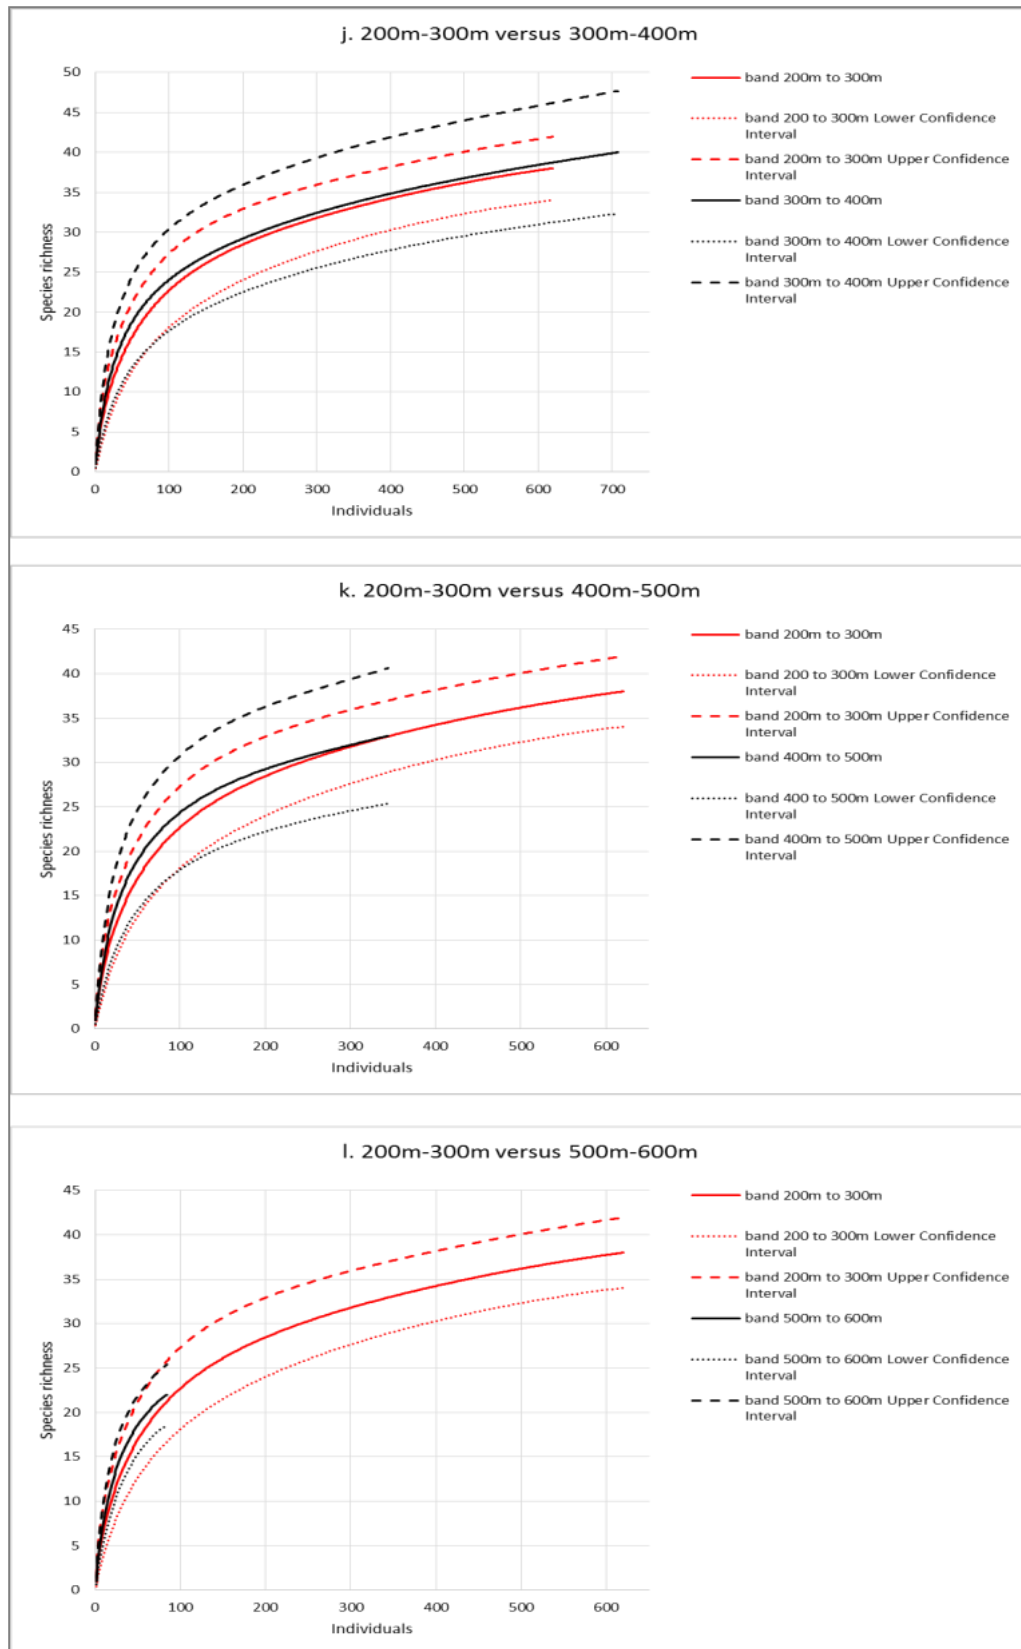 j. 200m-300m versus 300m-400m
50
45
40
35
30
25
20
15
10
5
0
Species richness
0 100 200 300 400 500 600 700
Individuals
band 200m to 300m
band 200 to 300m Lower Confidence
Interval
band 200m to 300m Upper Confidence
Interval
band 300m to 400m
band 300m to 400m Lower Confidence
Interval
band 300m to 400m Upper Confidence
Interval
k. 200m-300m versus 400m-500m
45
40
35
30
25
20
15
10
5
0
Species richness
0 100 200 300 400 500 600
Individuals
band 200m to 300m
band 200 to 300m Lower Confidence
Interval
band 200m to 300m Upper Confidence
Interval
band 400m to 500m
band 400 to 500m Lower Confidence
Interval
band 400m to 500m Upper Confidence
Interval
l. 200m-300m versus 500m-600m
45
40
35
30
25
20
15
10
5
0
Species richness
0 100 200 300 400 500 600
Individuals
band 200m to 300m
band 200 to 300m Lower Confidence
Interval
band 200m to 300m Upper Confidence
Interval
band 500m to 600m
band 500m to 600m Lower Confidence
Interval
band 500m to 600m Upper Confidence
Interval